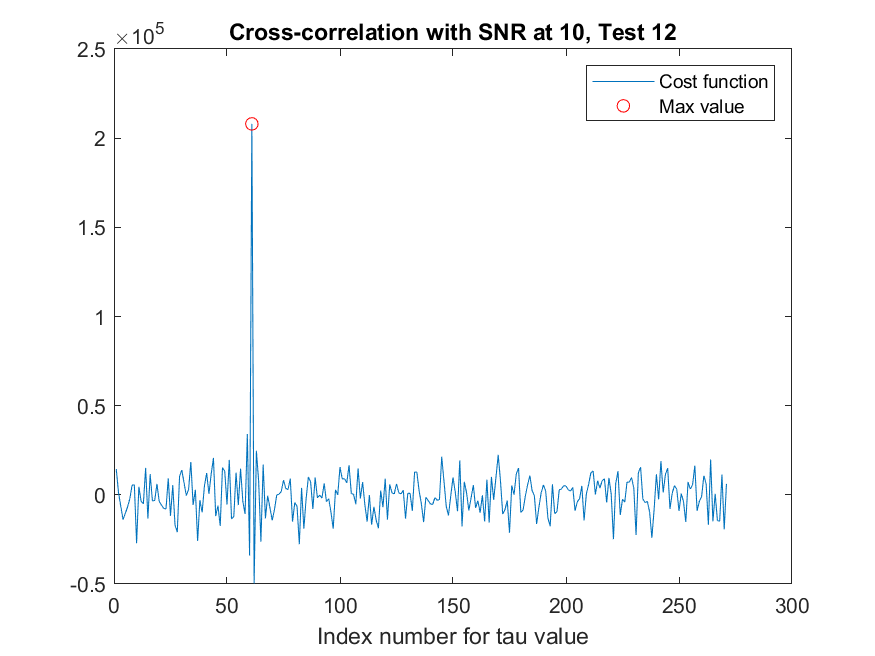 ×10^5
Cross-correlation with SNR at 10, Test 12
2.5
2
1.5
1
0.5
0
-0.5
Cost function
Max value
0 50 100 150 200 250 300
Index number for tau value